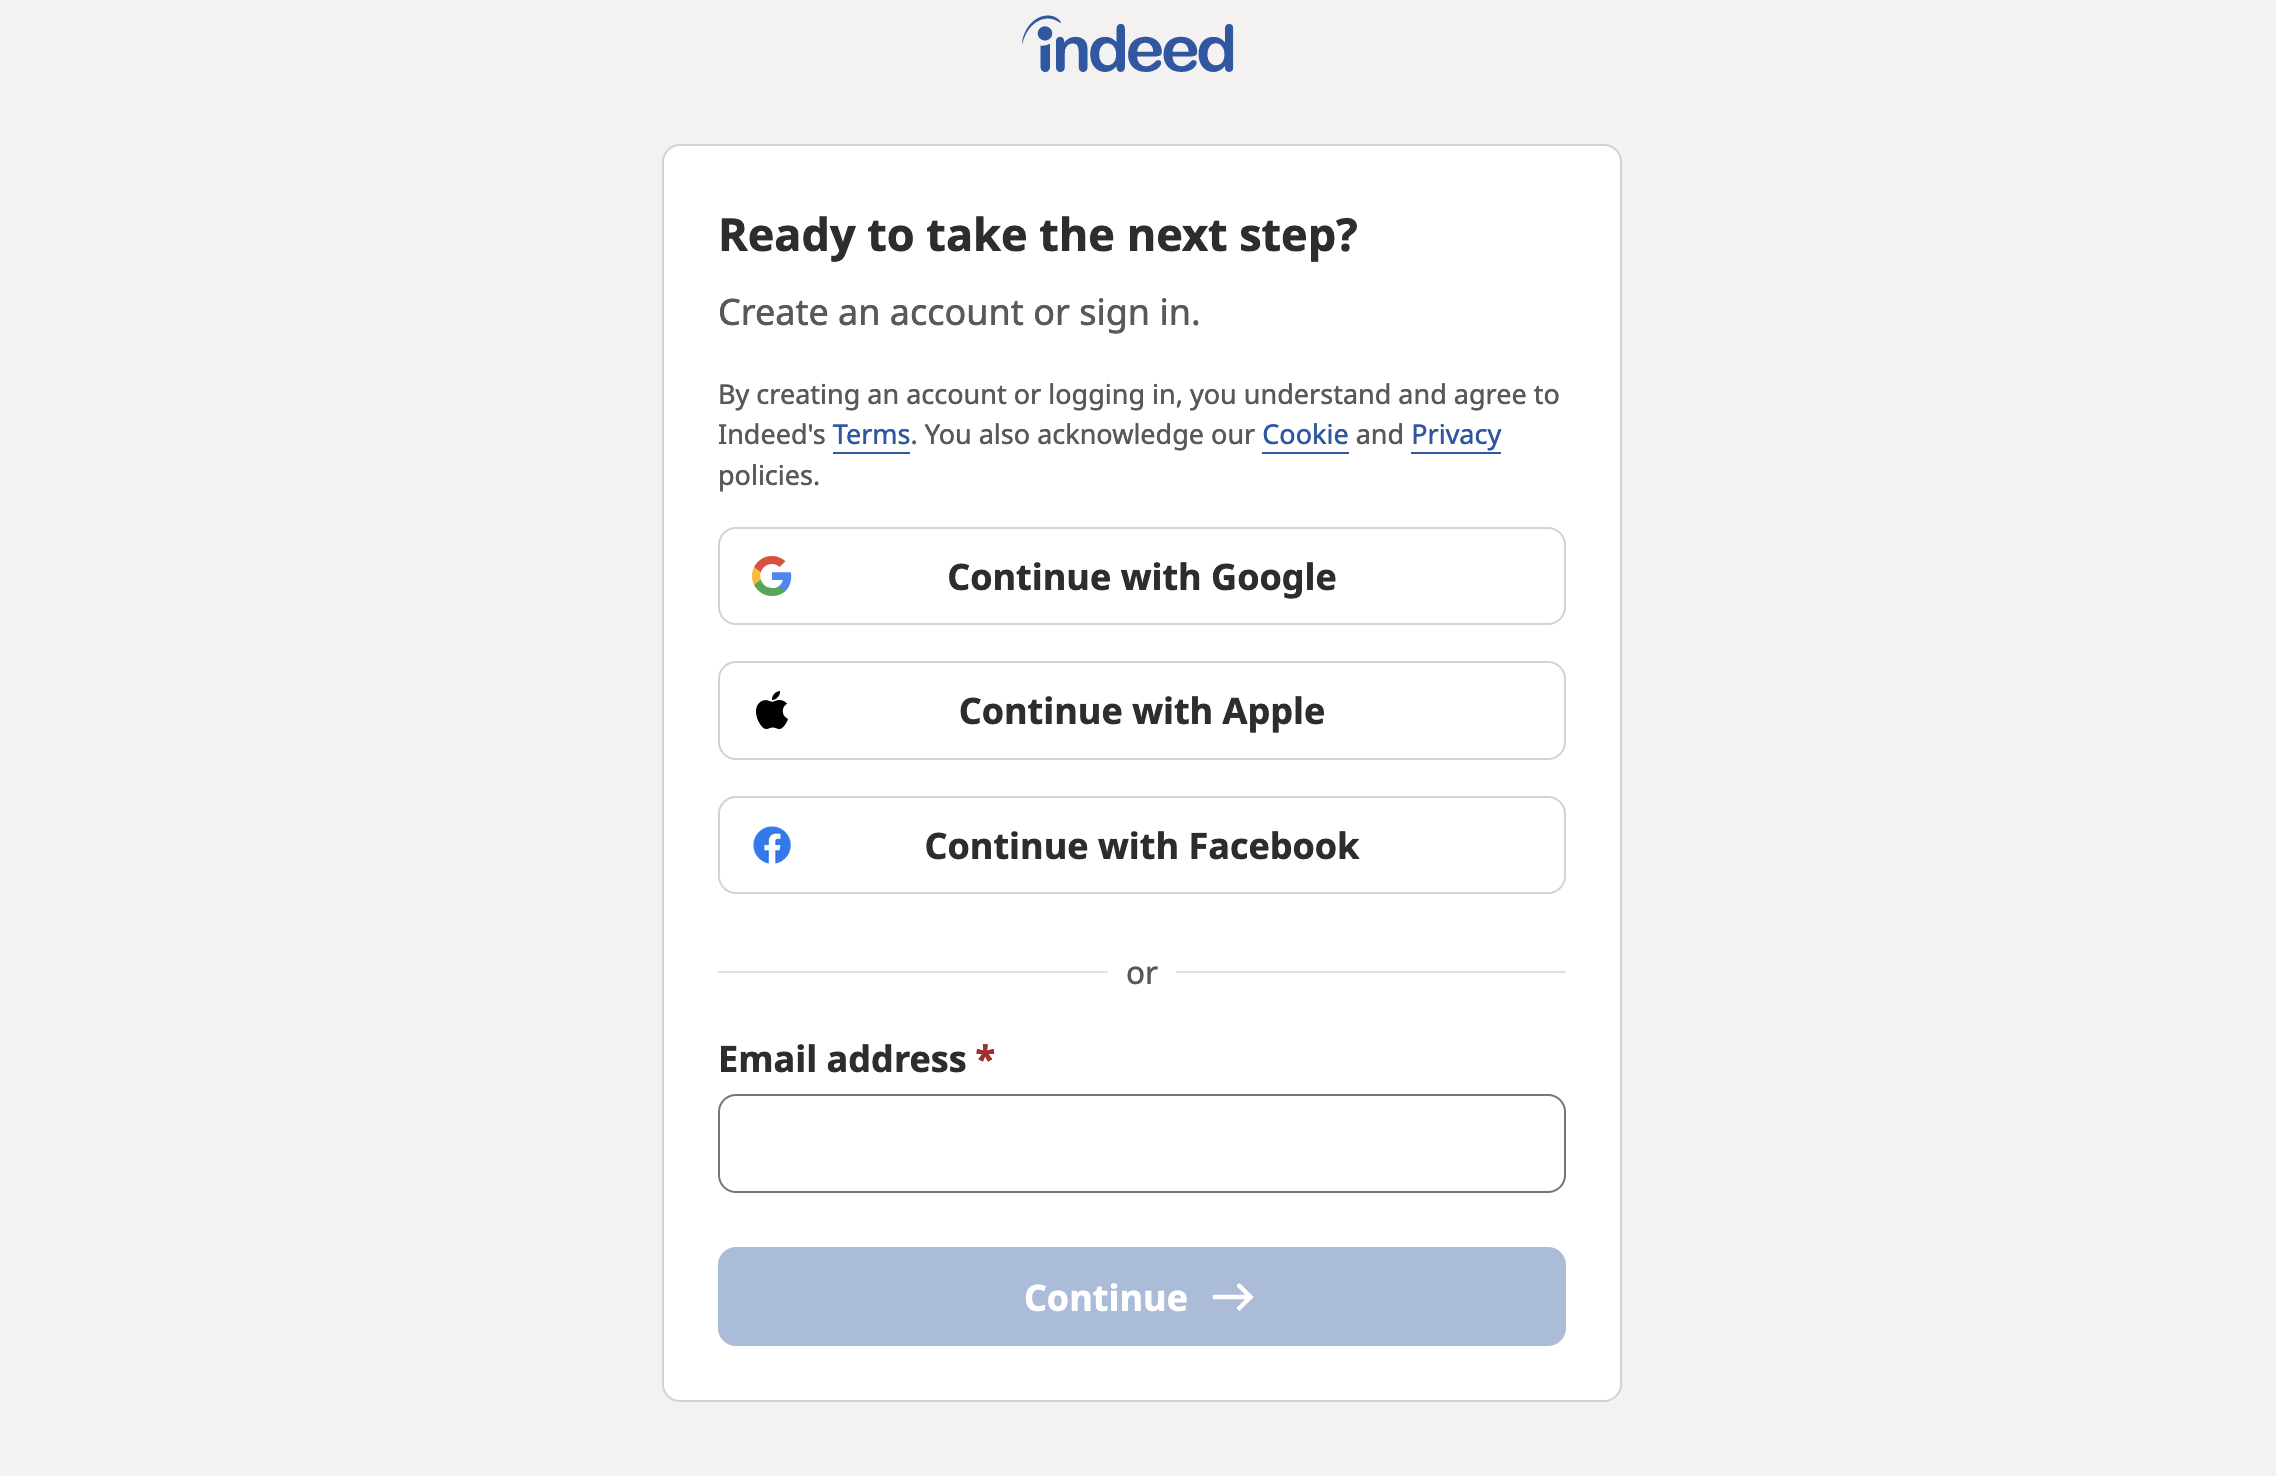 indeed
Ready to take the next step?
Create an account or sign in.
By creating an account or logging in, you understand and agree to
Indeed's Terms. You also acknowledge our Cookie and Privacy
policies.
Continue with Google
Continue with Apple
Continue with Facebook
or
Email address *
Continue →